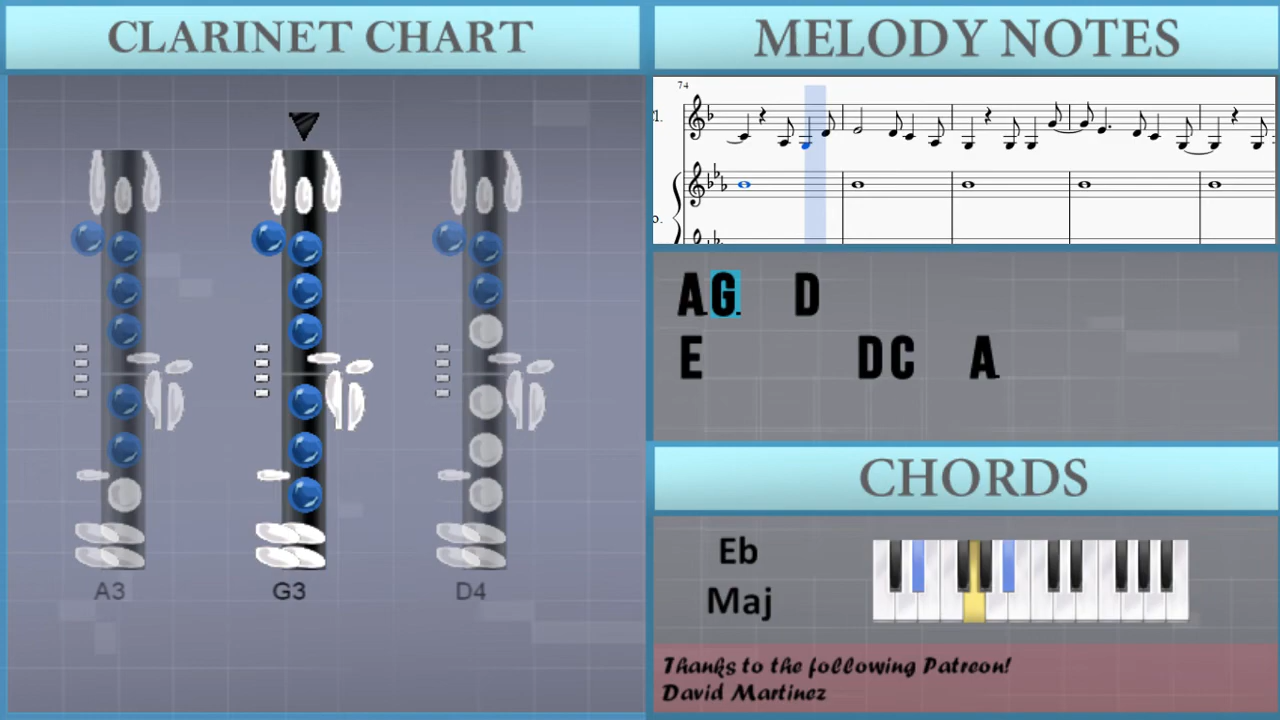 CLARINET CHART
A3 G3 D4
MELODY NOTES
74
AG D
E DC A
CHORDS
Eb
Maj
Thanks to the following Patreon!
David Martinez